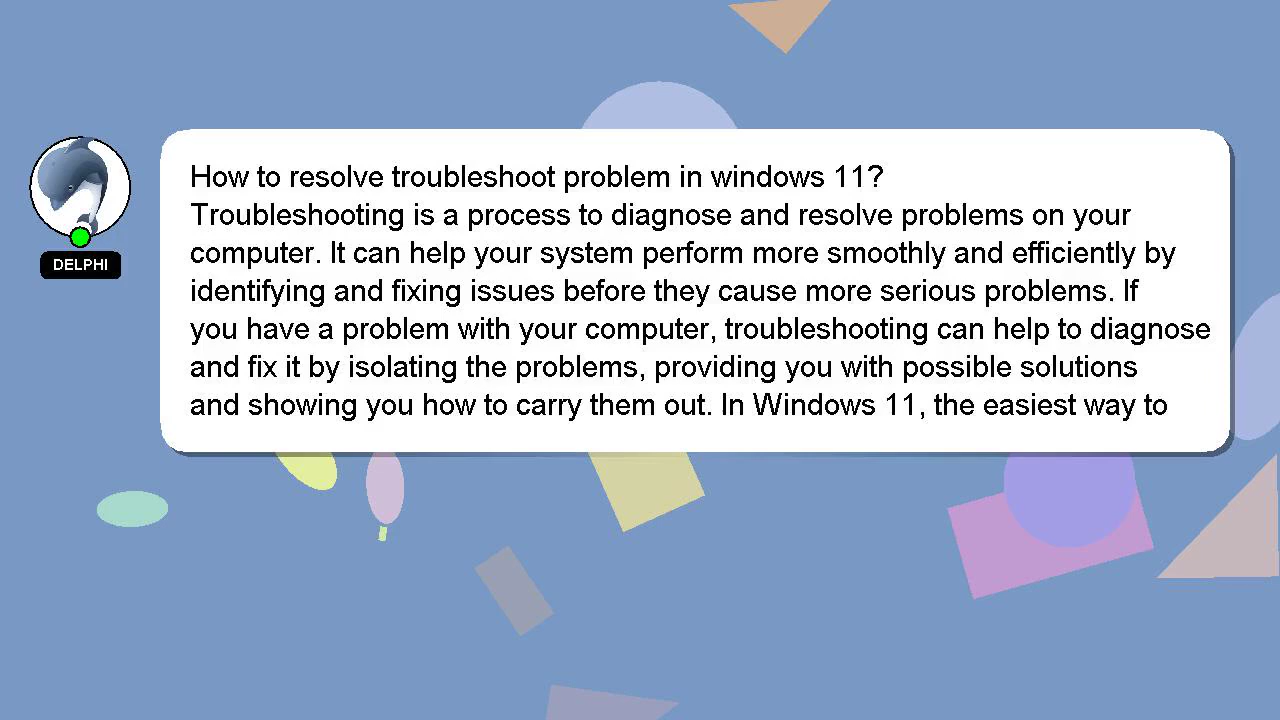 How to resolve troubleshoot problem in windows 11?
Troubleshooting is a process to diagnose and resolve problems on your
computer. It can help your system perform more smoothly and efficiently by
identifying and fixing issues before they cause more serious problems. If
you have a problem with your computer, troubleshooting can help to diagnose
and fix it by isolating the problems, providing you with possible solutions
and showing you how to carry them out. In Windows 11, the easiest way to
DELPHI